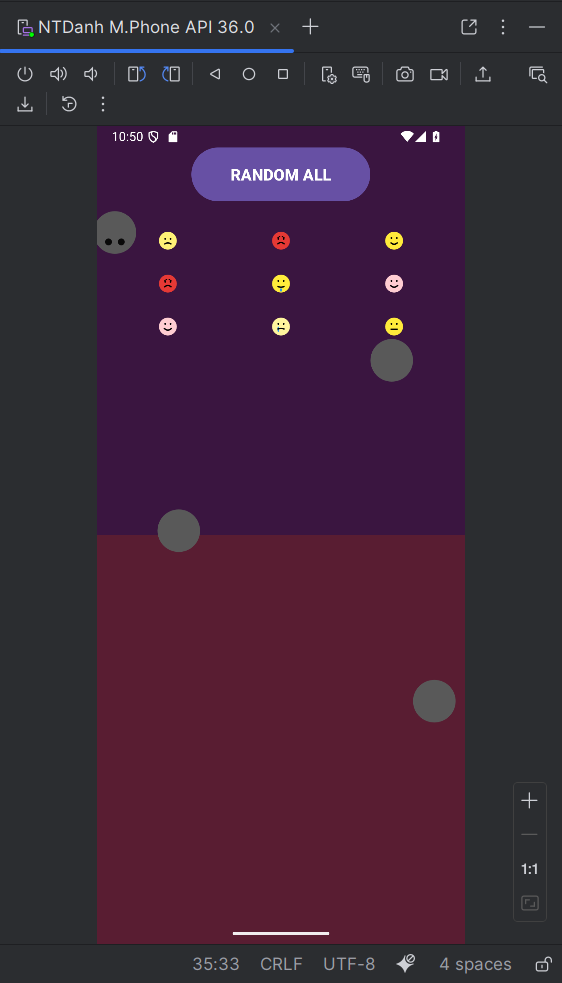 NTDanh M.Phone API 36.0
10:50
RANDOM ALL
1:1
35:33 CRLF UTF-8 4 spaces